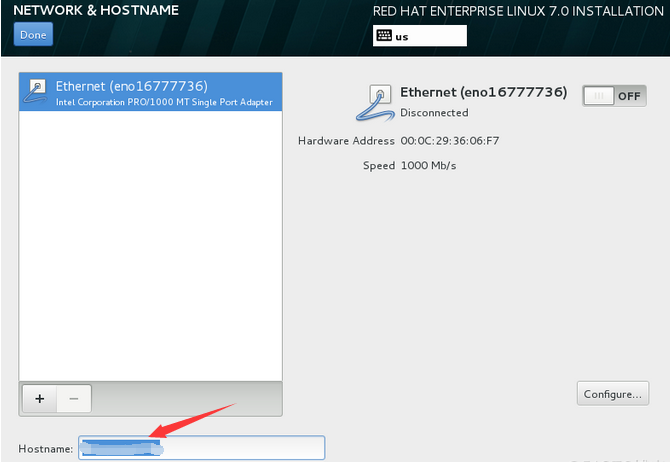 NETWORK & HOSTNAME
RED HAT ENTERPRISE LINUX 7.0 INSTALLATION
Done
us
Ethernet (eno16777736)
Intel Corporation PRO/1000 MT Single Port Adapter
Ethernet (eno16777736)
OFF
Disconnected
Hardware Address 00:0C:29:36:06:F7
Speed 1000 Mb/s
+ −
Configure...
Hostname: